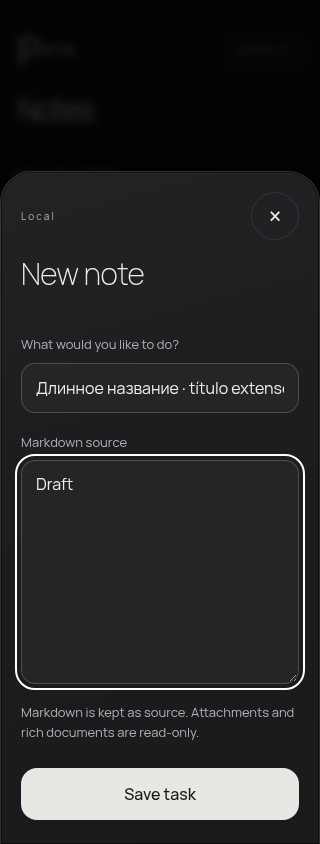 Notes
Local
New note
What would you like to do?
Длинное название · título extens
Markdown source
Draft
Markdown is kept as source. Attachments and
rich documents are read-only.
Save task